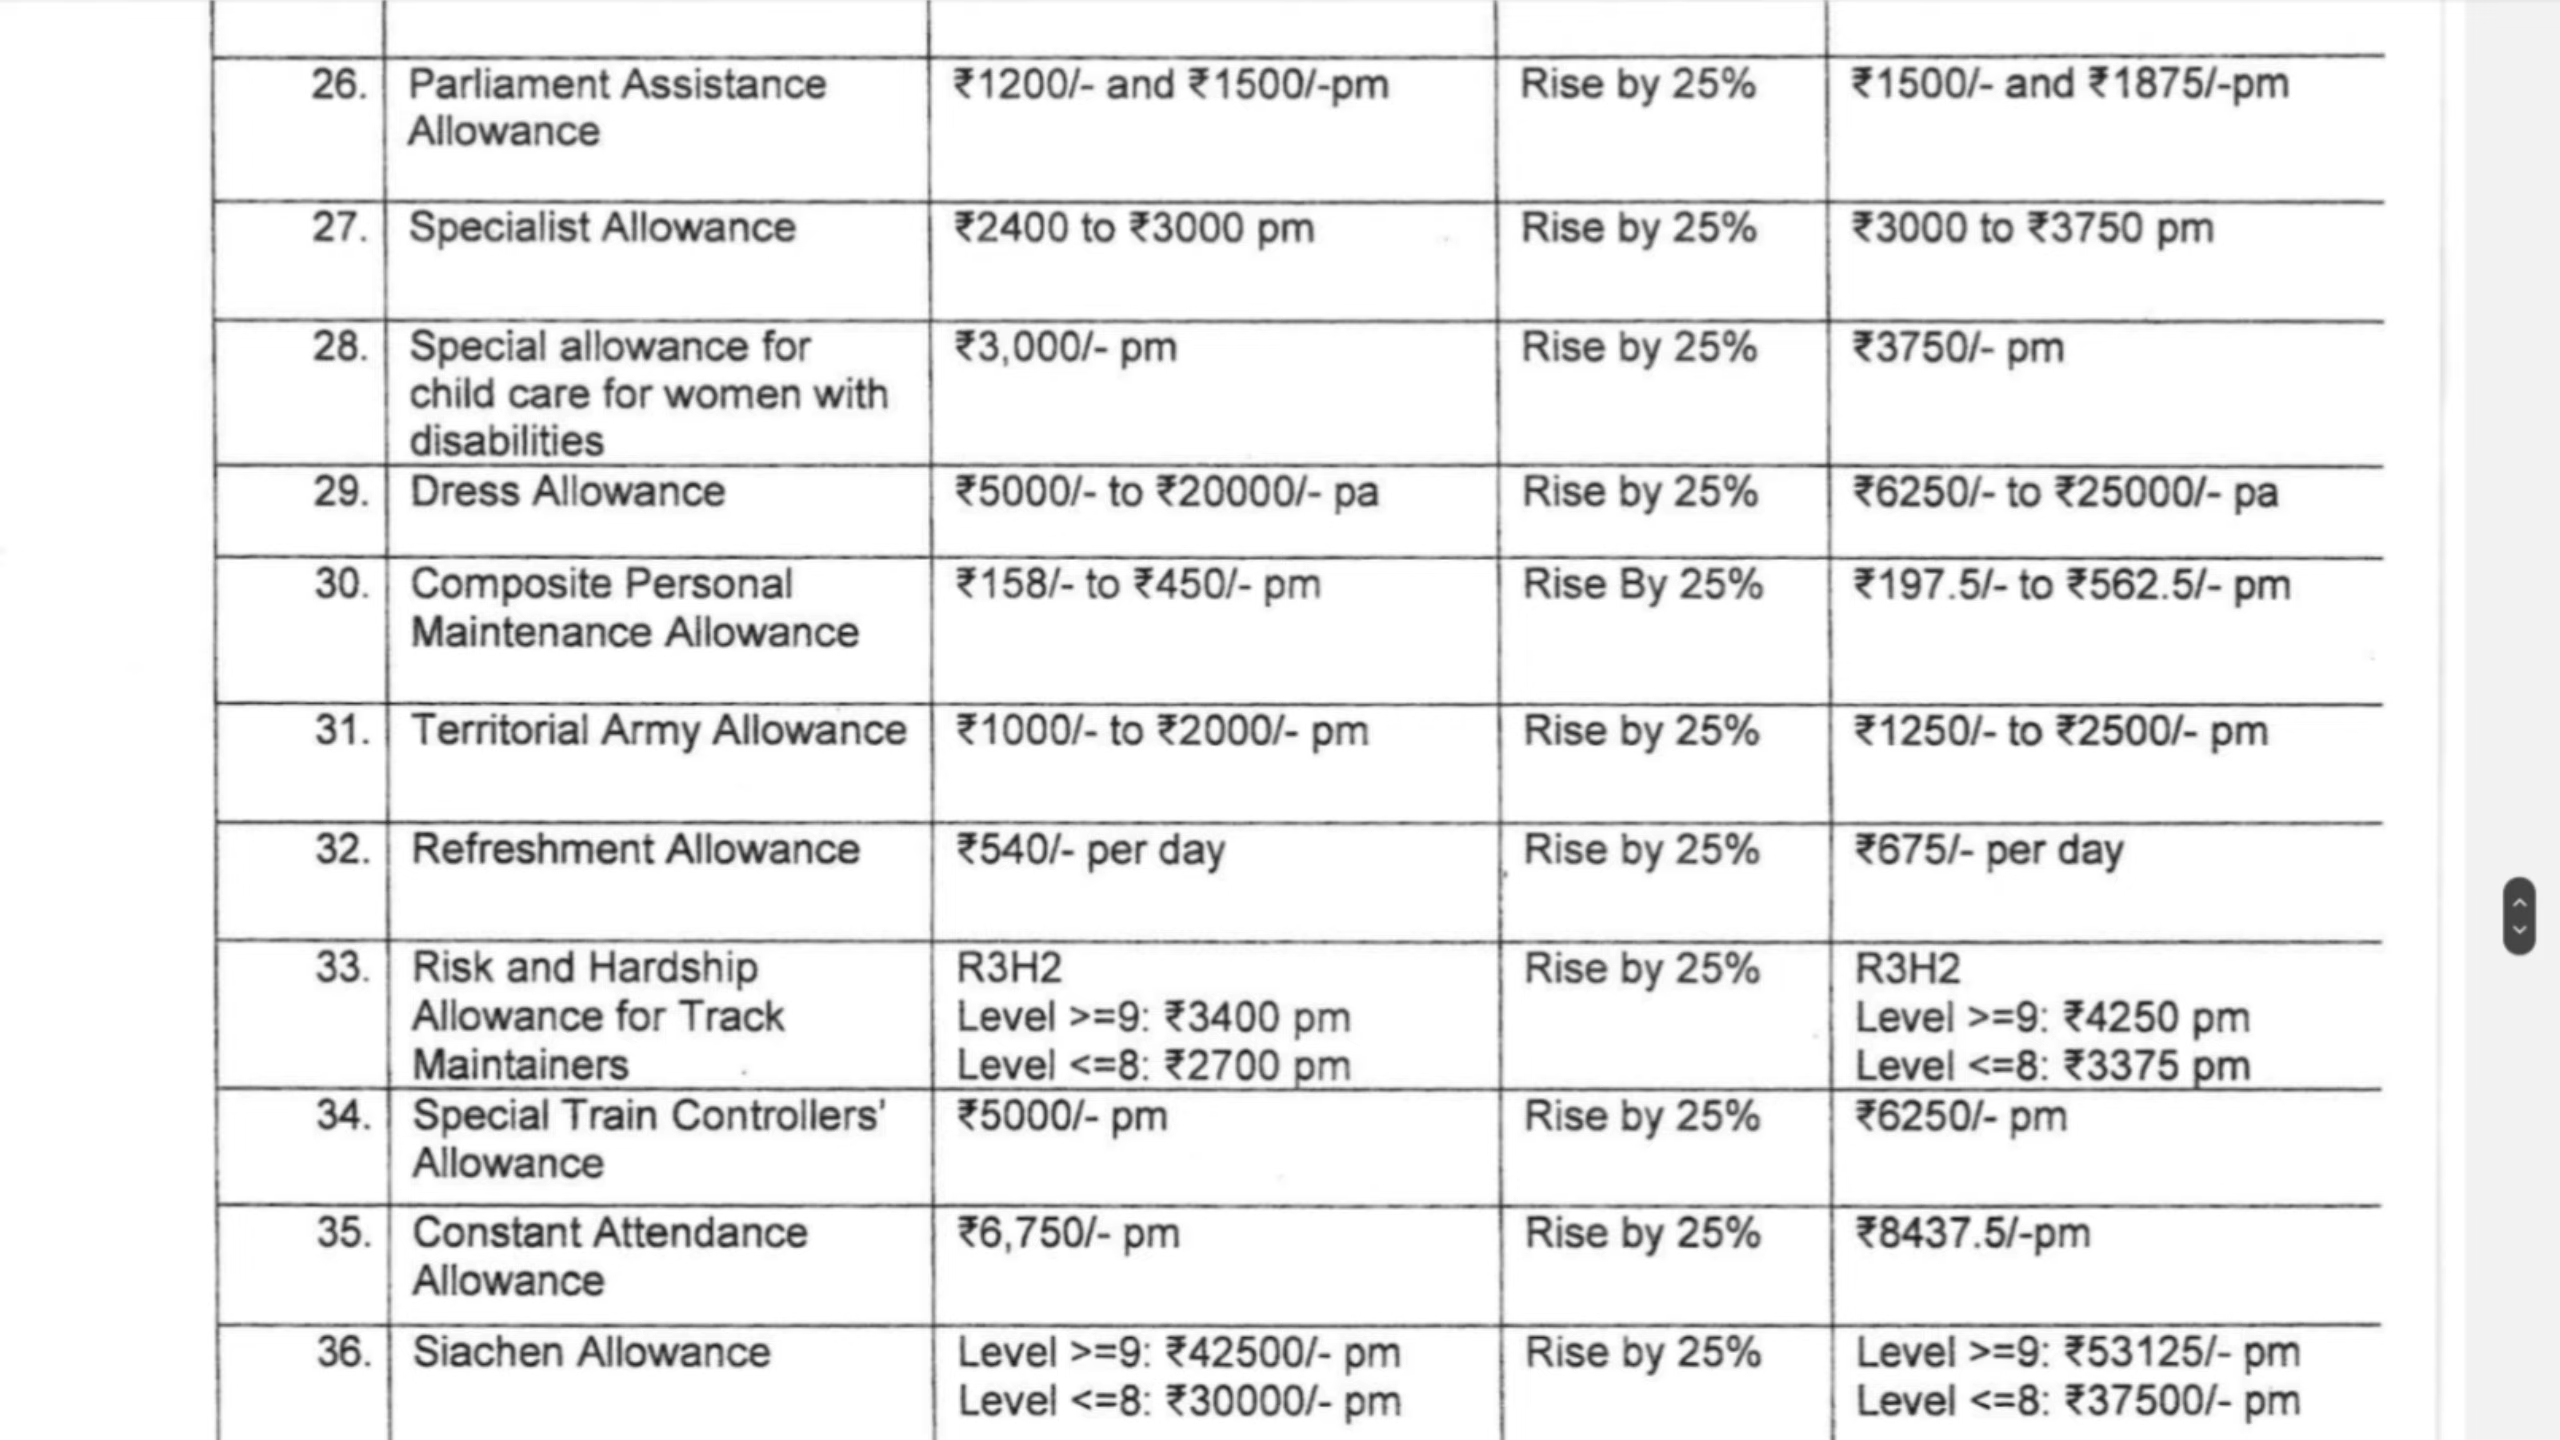 26. Parliament Assistance Allowance ₹1200/- and ₹1500/-pm Rise by 25% ₹1500/- and ₹1875/-pm
27. Specialist Allowance ₹2400 to ₹3000 pm Rise by 25% ₹3000 to ₹3750 pm
28. Special allowance for child care for women with disabilities ₹3,000/- pm Rise by 25% ₹3750/- pm
29. Dress Allowance ₹5000/- to ₹20000/- pa Rise by 25% ₹6250/- to ₹25000/- pa
30. Composite Personal Maintenance Allowance ₹158/- to ₹450/- pm Rise By 25% ₹197.5/- to ₹562.5/- pm
31. Territorial Army Allowance ₹1000/- to ₹2000/- pm Rise by 25% ₹1250/- to ₹2500/- pm
32. Refreshment Allowance ₹540/- per day Rise by 25% ₹675/- per day
33. Risk and Hardship Allowance for Track Maintainers R3H2 Level >=9: ₹3400 pm Level <=8: ₹2700 pm Rise by 25% R3H2 Level >=9: ₹4250 pm Level <=8: ₹3375 pm
34. Special Train Controllers' Allowance ₹5000/- pm Rise by 25% ₹6250/- pm
35. Constant Attendance Allowance ₹6,750/- pm Rise by 25% ₹8437.5/-pm
36. Siachen Allowance Level >=9: ₹42500/- pm Level <=8: ₹30000/- pm Rise by 25% Level >=9: ₹53125/- pm Level <=8: ₹37500/- pm